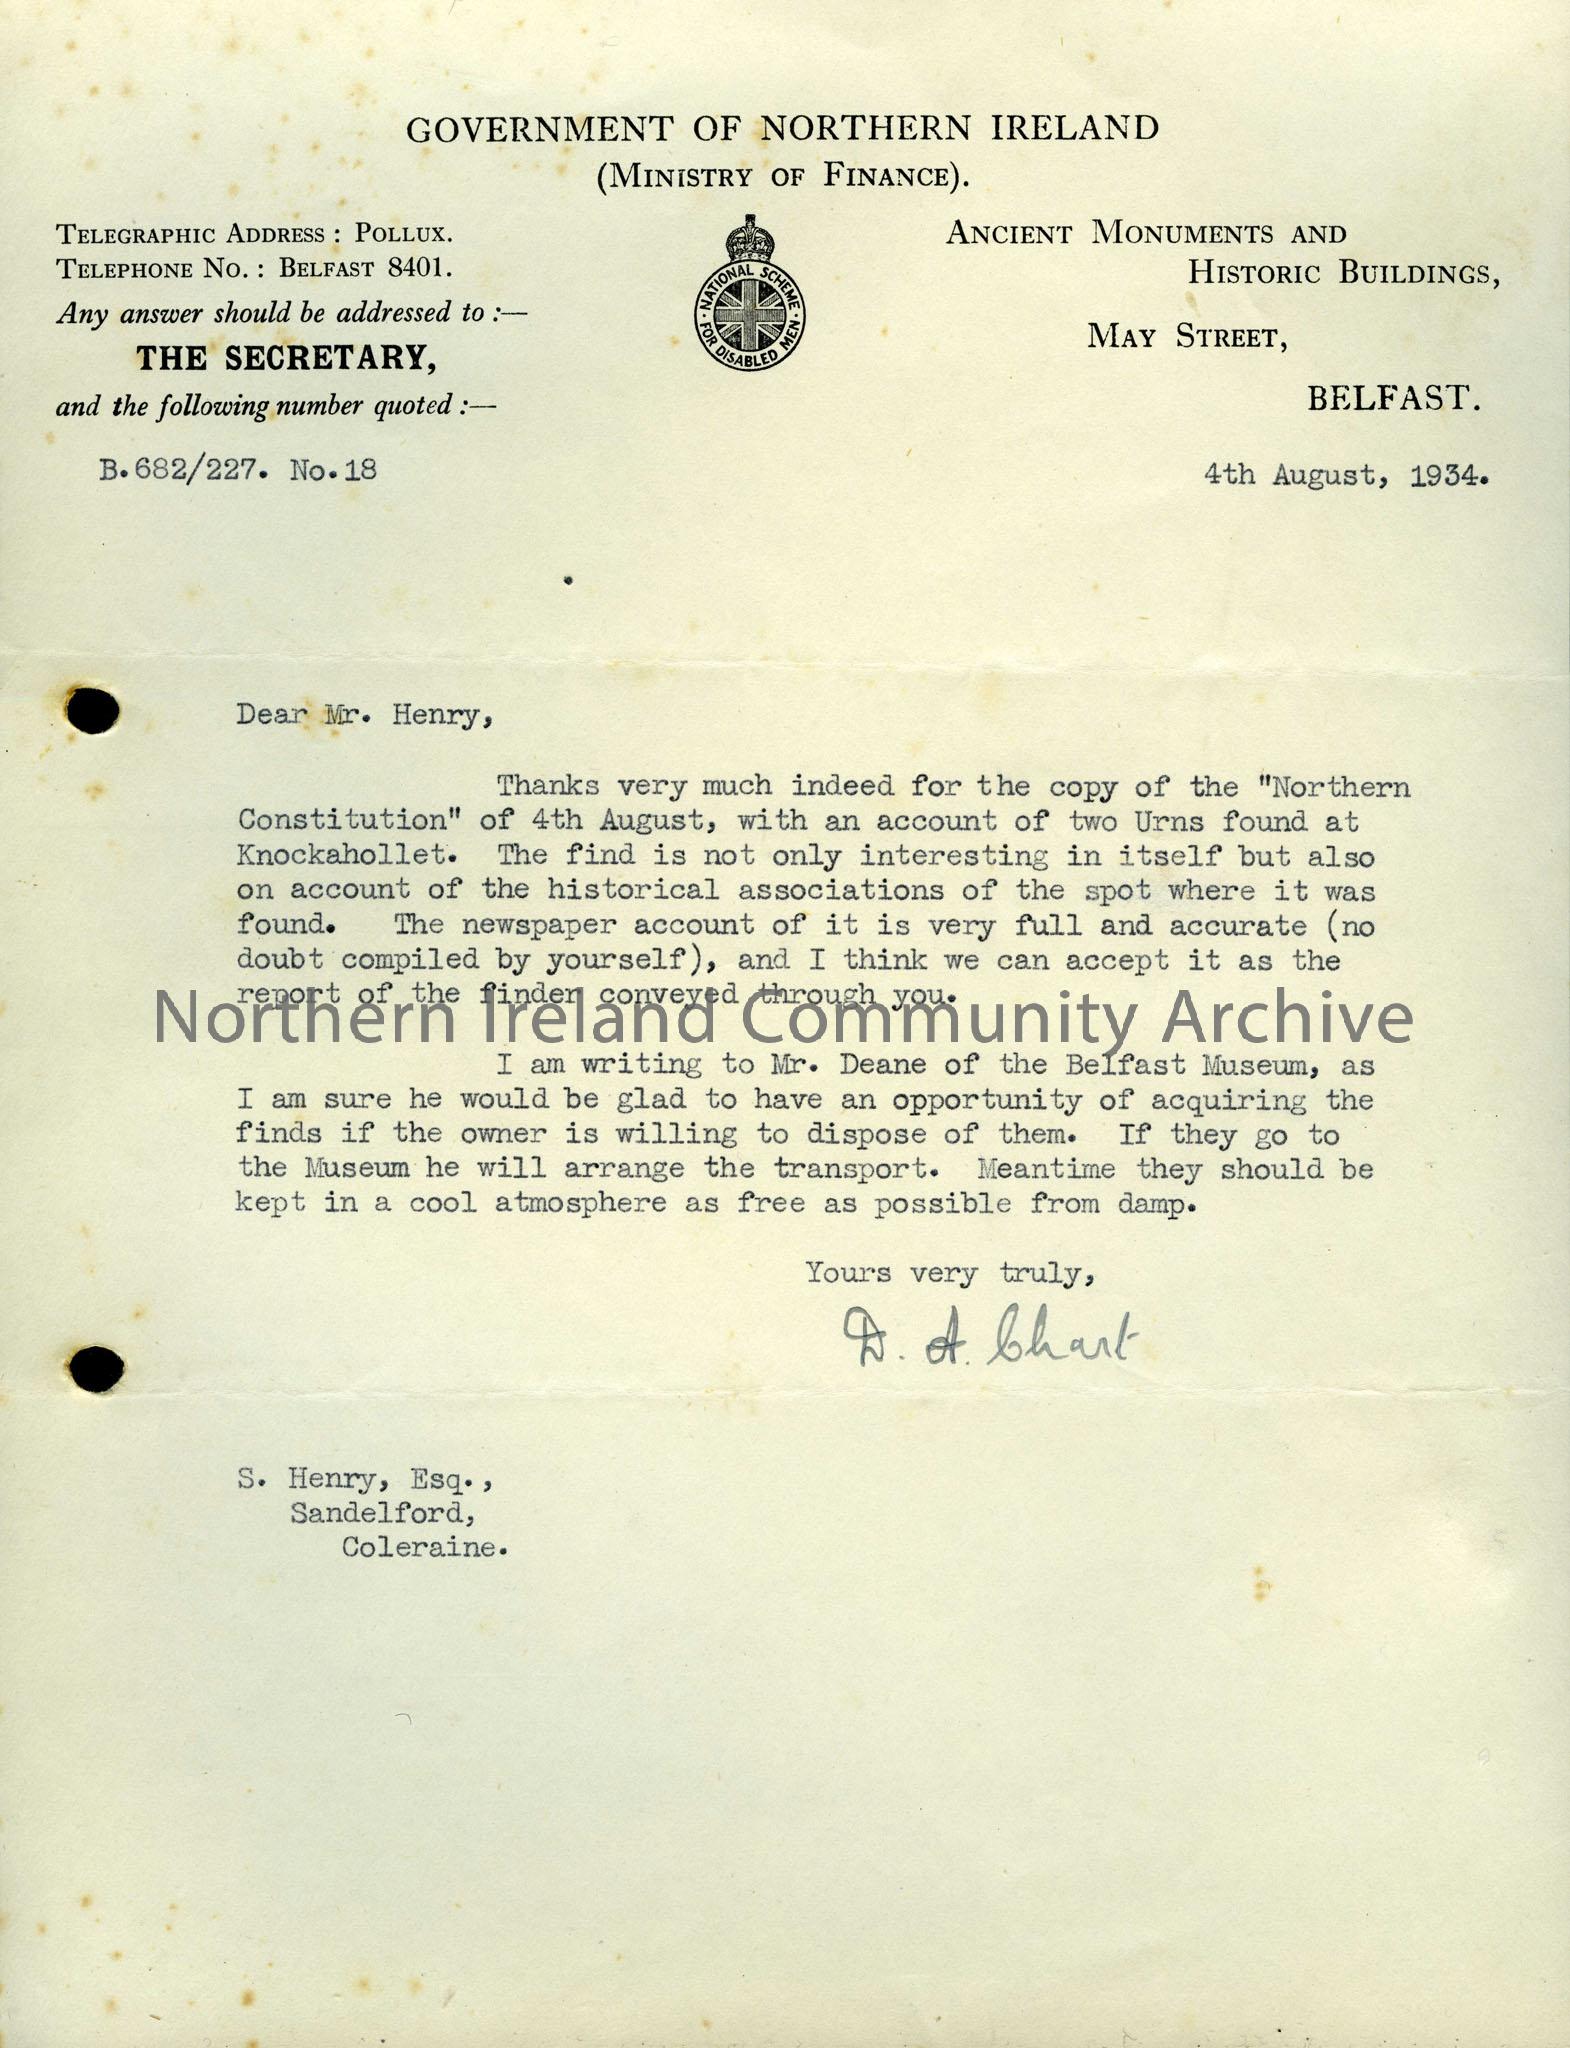 GOVERNMENT OF NORTHERN IRELAND
(MINISTRY OF FINANCE).
TELEGRAPHIC ADDRESS : POLLUX.
TELEPHONE NO. : BELFAST 8401.
Any answer should be addressed to :—
THE SECRETARY,
and the following number quoted :—
B.682/227. No.18
NATIONAL SCHEME
FOR DISABLED MEN
ANCIENT MONUMENTS AND
HISTORIC BUILDINGS,
MAY STREET,
BELFAST.
4th August, 1934.
Dear Mr. Henry,
Thanks very much indeed for the copy of the "Northern
Constitution" of 4th August, with an account of two Urns found at
Knockahollet. The find is not only interesting in itself but also
on account of the historical associations of the spot where it was
found. The newspaper account of it is very full and accurate (no
doubt compiled by yourself), and I think we can accept it as the
report of the finder conveyed through you.
Northern Ireland Community Archive
I am writing to Mr. Deane of the Belfast Museum, as
I am sure he would be glad to have an opportunity of acquiring the
finds if the owner is willing to dispose of them. If they go to
the Museum he will arrange the transport. Meantime they should be
kept in a cool atmosphere as free as possible from damp.
Yours very truly,
D. A. Chart
S. Henry, Esq.,
Sandelford,
Coleraine.